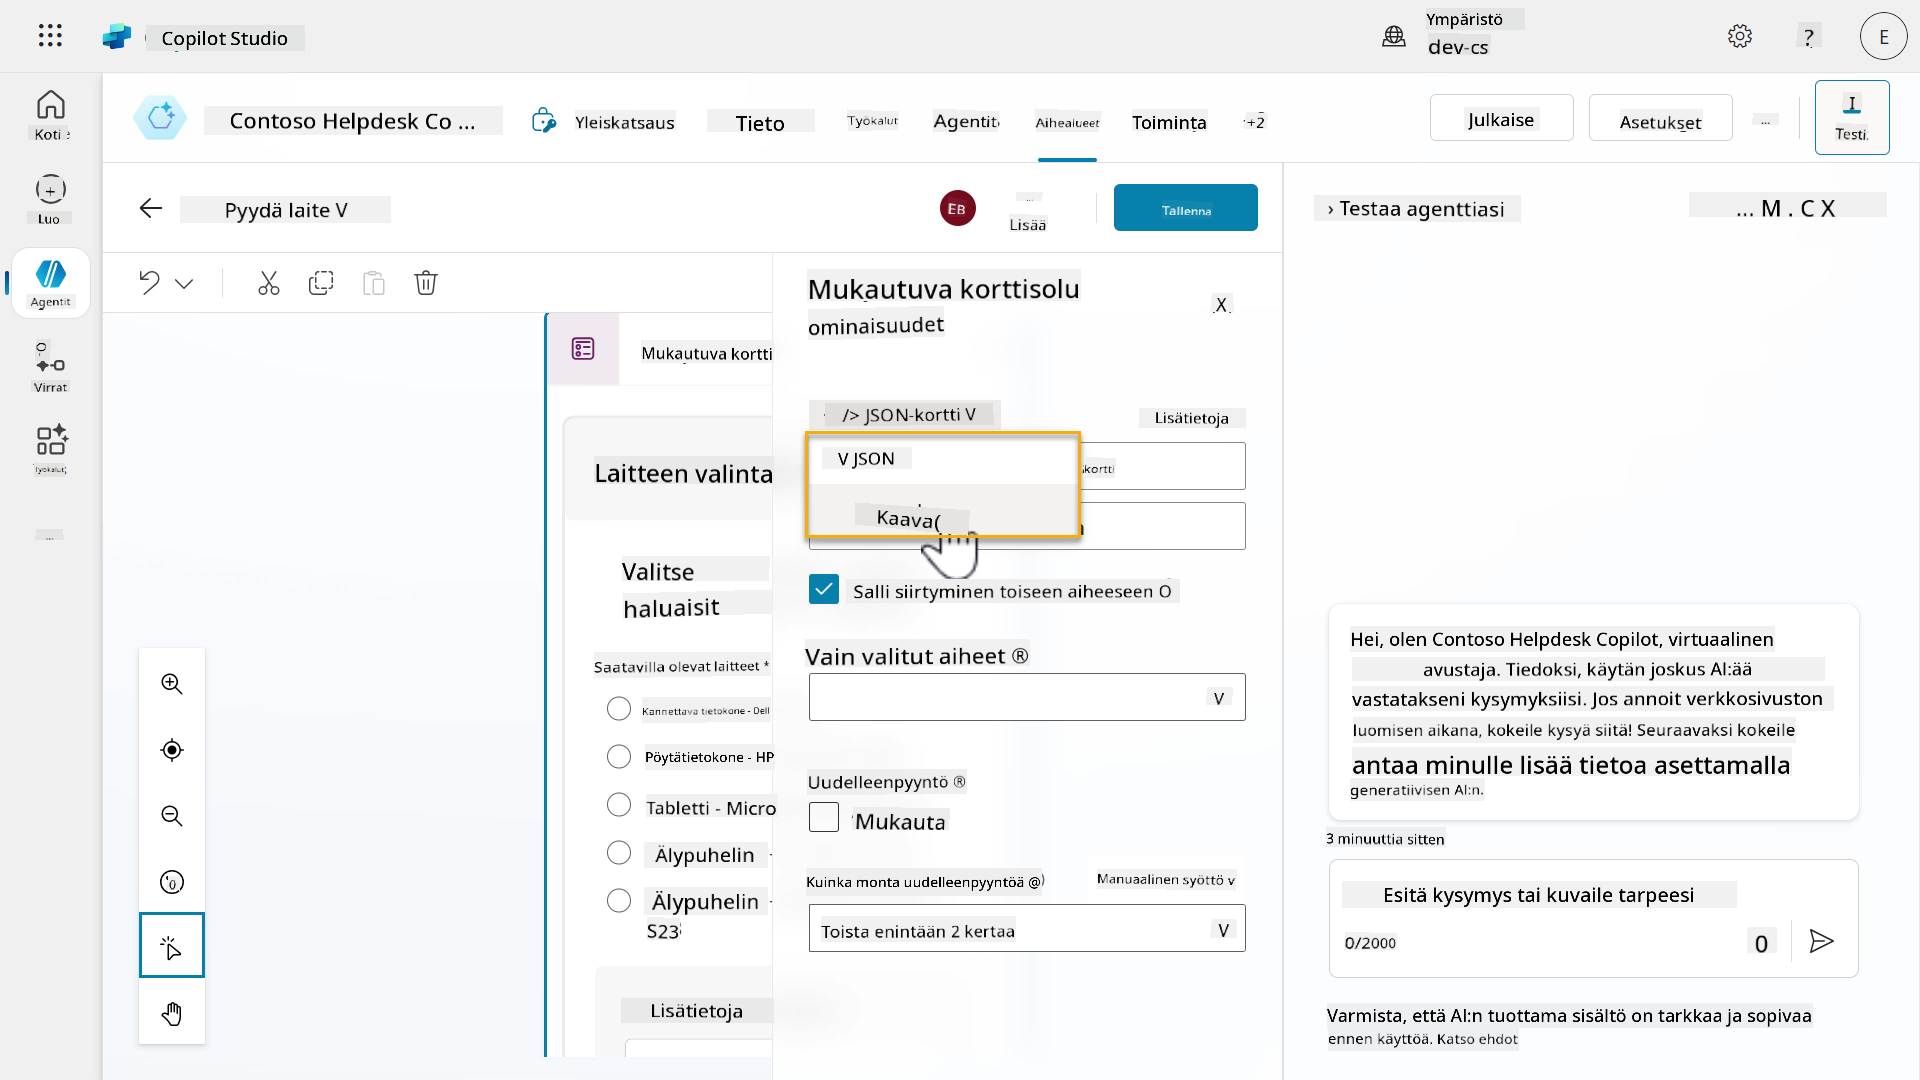 Copilot Studio
Ympäristö
dev-cs
?
E
Koti
Luo
Agentit
Virrat
Työkalut
Contoso Helpdesk Co ...
Yleiskatsaus
Tieto
Työkalut
Agentit
Aihealueet
Toiminta
+2
Julkaise
Asetukset
...
Testi.
Pyydä laite V
EB
Lisää
Tallenna
Mukautuva korttisolu
ominaisuudet
X
Mukautuva kortti
Laitteen valinta
Valitse
haluaisit
Saatavilla olevat laitteet *
Kannettava tietokone - Dell
Pöytätietokone - HP
Tabletti - Micro
Älypuhelin -
Älypuhelin -
S23
Lisätietoja
/> JSON-kortti V
Lisätietoja
V JSON
kortti
Kaava(
Salli siirtyminen toiseen aiheeseen O
Vain valitut aiheet ®
V
Uudelleenpyyntö ®
Mukauta
Kuinka monta uudelleenpyyntöä @)
Manuaalinen syöttö v
Toista enintään 2 kertaa
V
› Testaa agenttiasi
... M . C X
Hei, olen Contoso Helpdesk Copilot, virtuaalinen
avustaja. Tiedoksi, käytän joskus AI:ää
vastatakseni kysymyksiisi. Jos annoit verkkosivuston
luomisen aikana, kokeile kysyä siitä! Seuraavaksi kokeile
antaa minulle lisää tietoa asettamalla
generatiivisen AI:n.
3 minuuttia sitten
Esitä kysymys tai kuvaile tarpeesi
0/2000
0
Varmista, että AI:n tuottama sisältö on tarkkaa ja sopivaa
ennen käyttöä. Katso ehdot